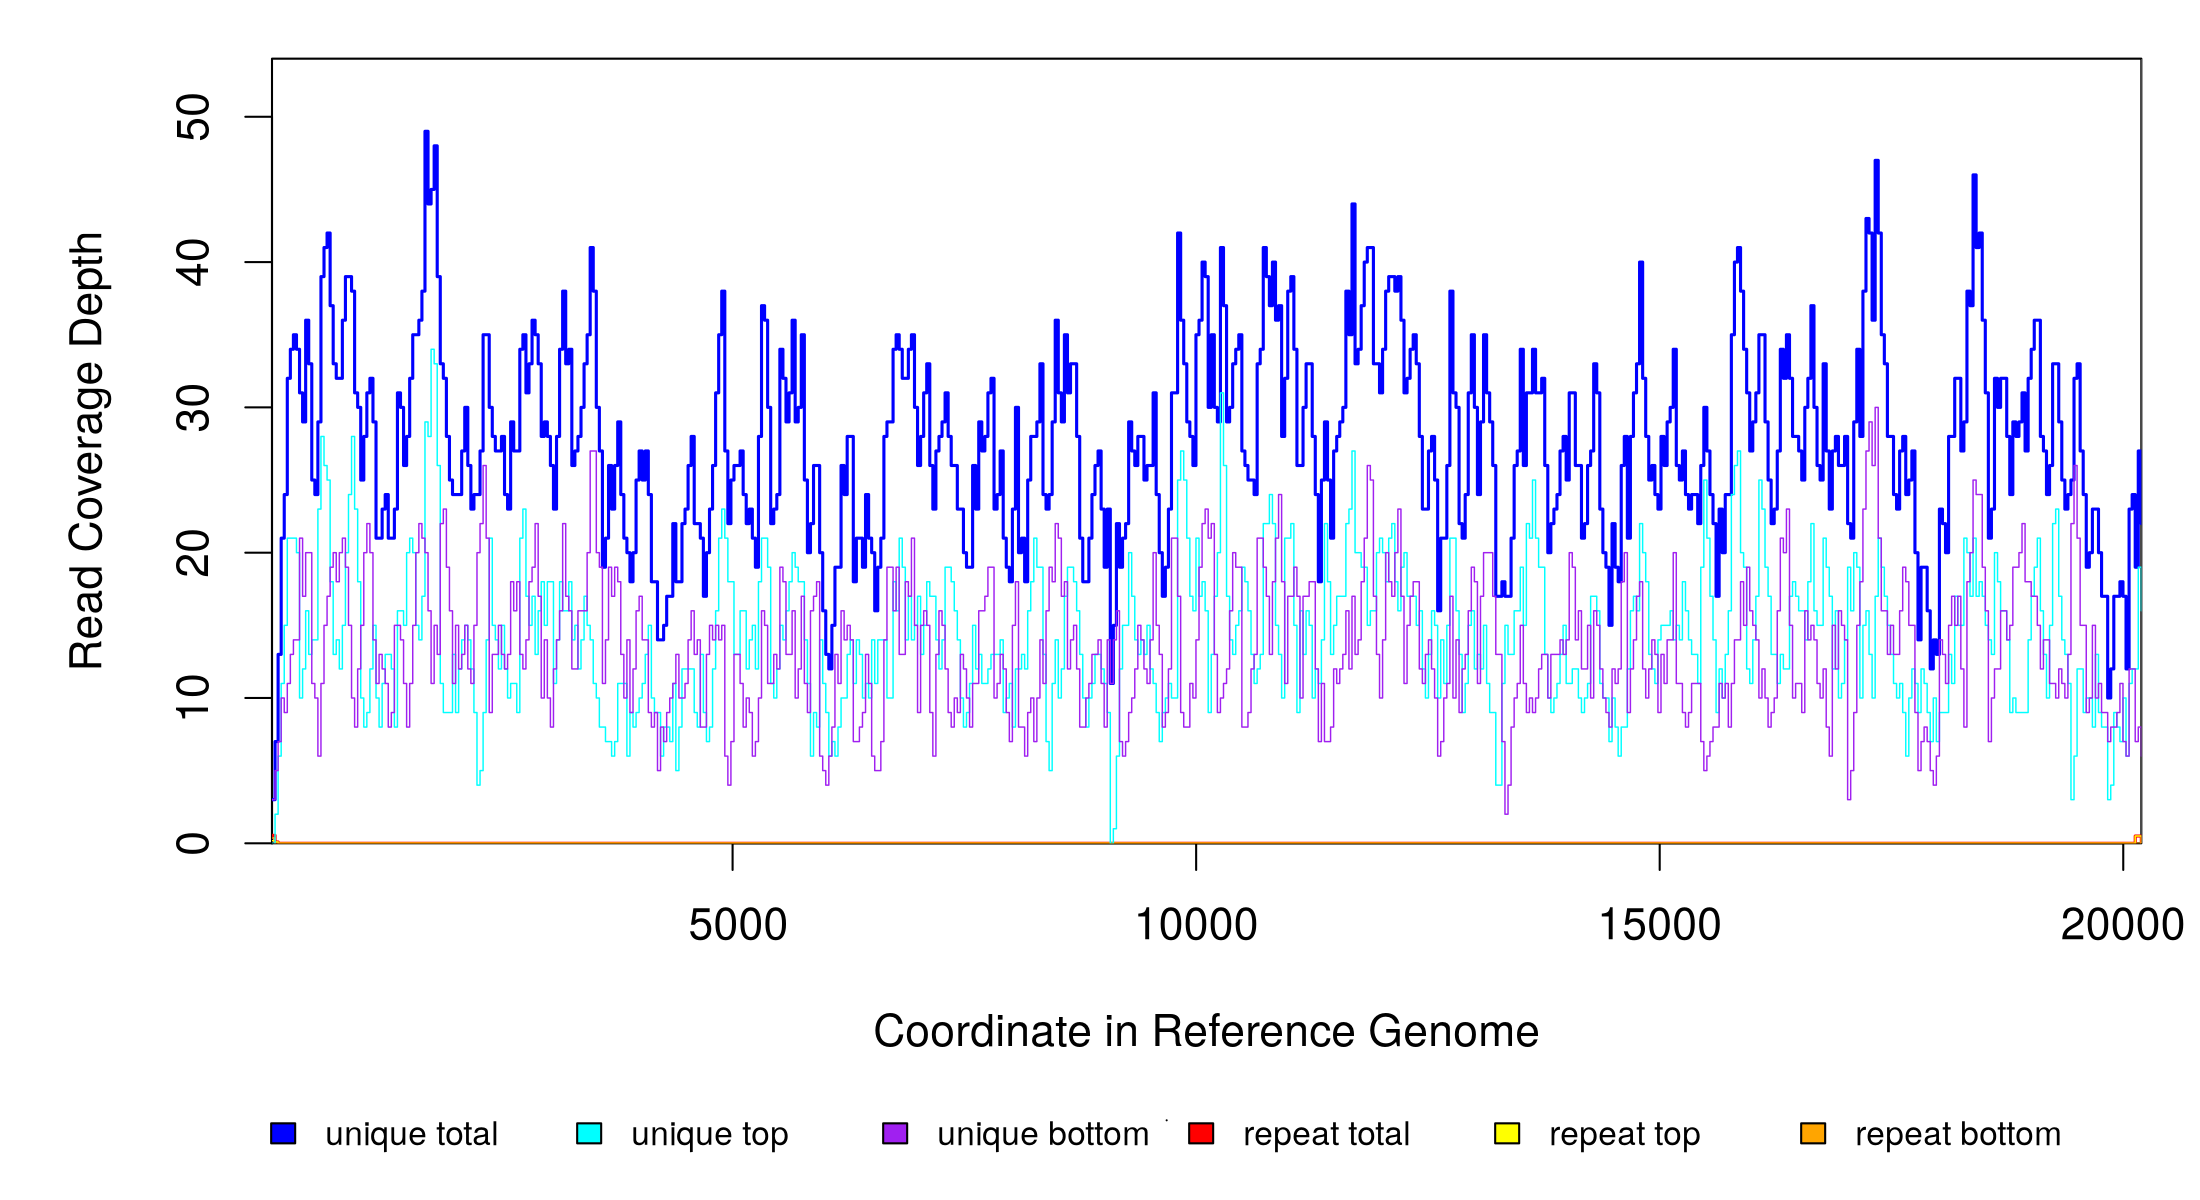 Read Coverage Depth
50
40
30
20
10
0
5000 10000 15000 20000
Coordinate in Reference Genome
unique total unique top unique bottom repeat total repeat top repeat bottom